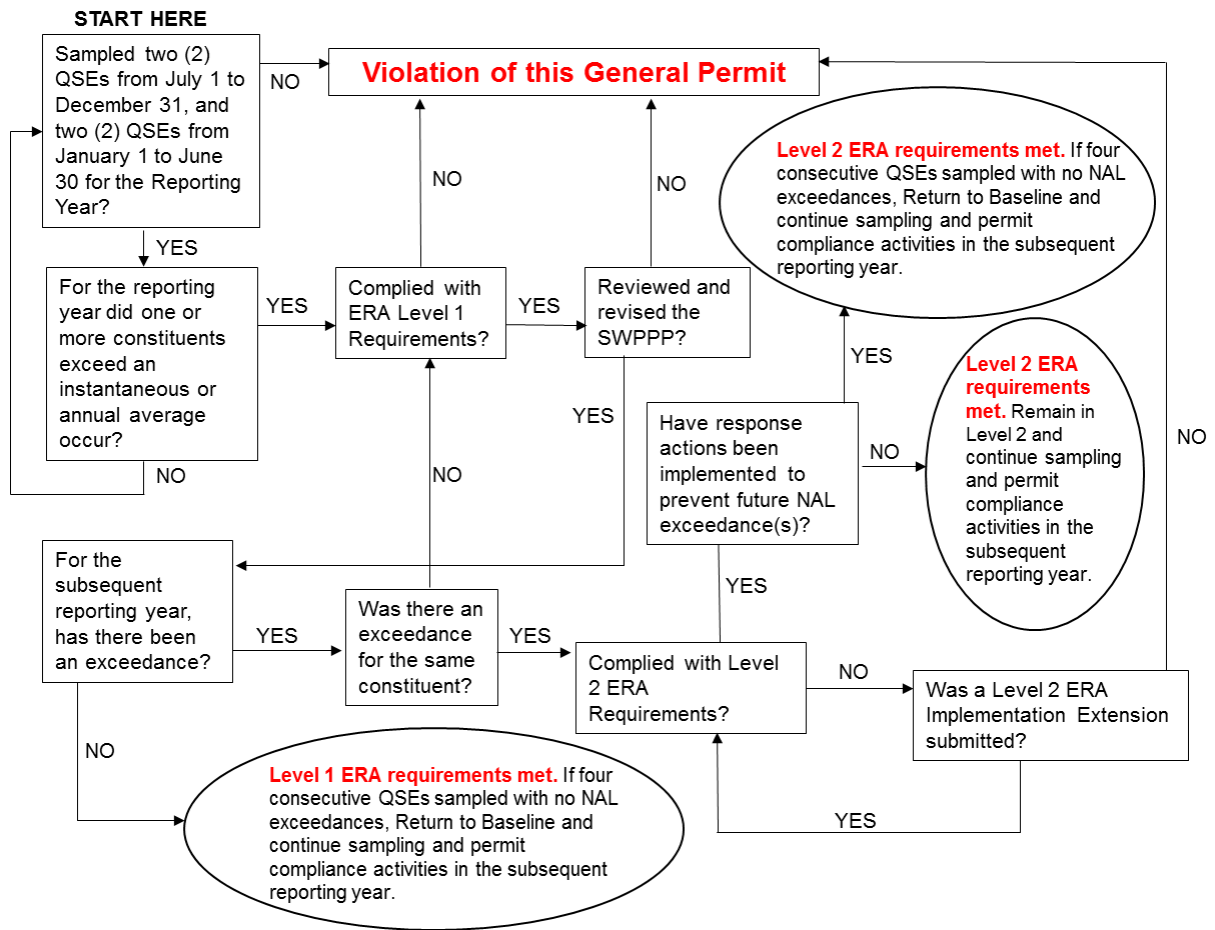 START HERE
Sampled two (2)
QSEs from July 1 to
December 31, and
two (2) QSEs from
January 1 to June
30 for the Reporting
Year?
NO
Violation of this General Permit
YES
For the reporting
year did one or
more constituents
exceed an
instantaneous or
annual average
occur?
NO
YES
Complied with
ERA Level 1
Requirements?
NO
YES
Reviewed and
revised the
SWPPP?
NO
YES
For the
subsequent
reporting year,
has there been
an exceedance?
YES
NO
Level 1 ERA requirements met. If four
consecutive QSEs sampled with no NAL
exceedances, Return to Baseline and
continue sampling and permit
compliance activities in the subsequent
reporting year.
Was there an
exceedance
for the same
constituent?
NO
YES
Complied with Level
2 ERA
Requirements?
YES
NO
Was a Level 2 ERA
Implementation Extension
submitted?
YES
NO
Have response
actions been
implemented to
prevent future NAL
exceedance(s)?
YES
NO
Level 2 ERA requirements met. If four
consecutive QSEs sampled with no NAL
exceedances, Return to Baseline and
continue sampling and permit
compliance activities in the subsequent
reporting year.
Level 2 ERA
requirements
met. Remain in
Level 2 and
continue sampling
and permit
compliance
activities in the
subsequent
reporting year.